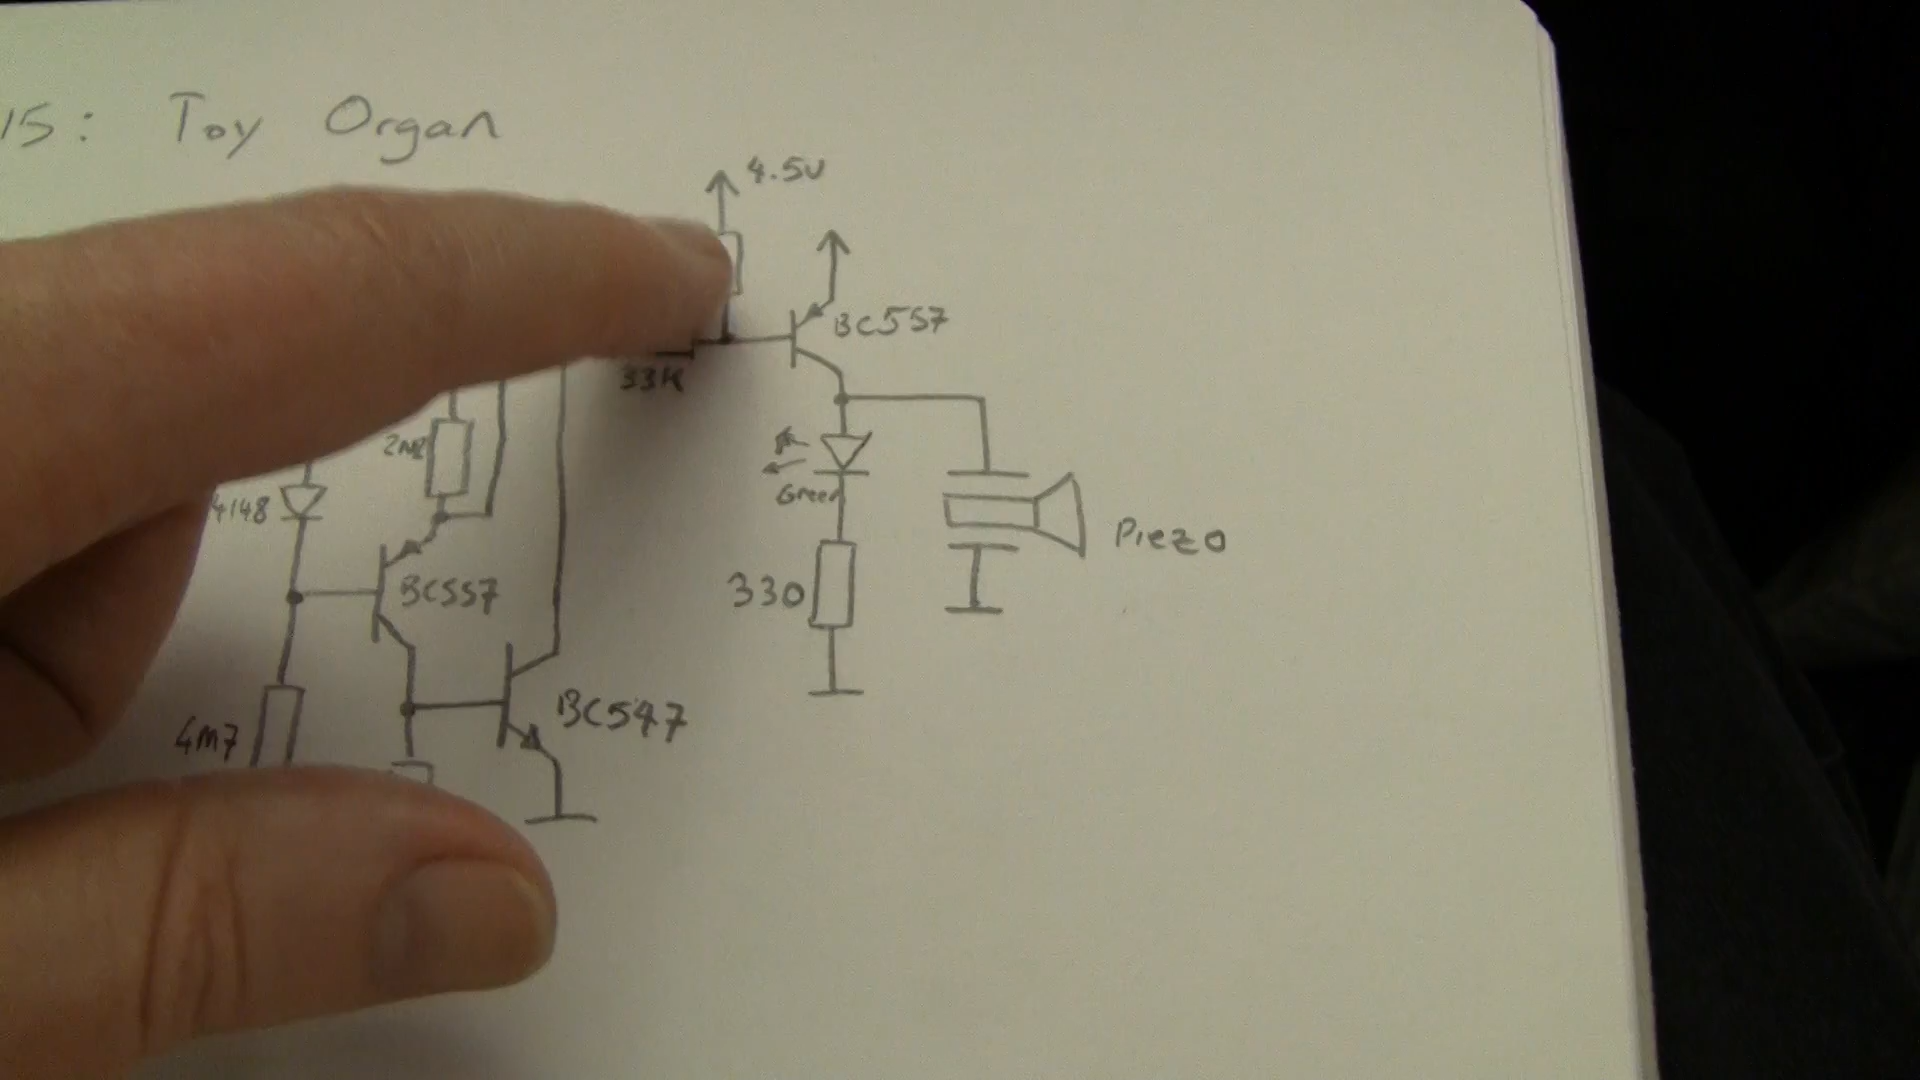 15: Toy Organ
4.5V
BC557
33K
2M2
4148
Green
Piezo
BC557
330
4M7
BC547